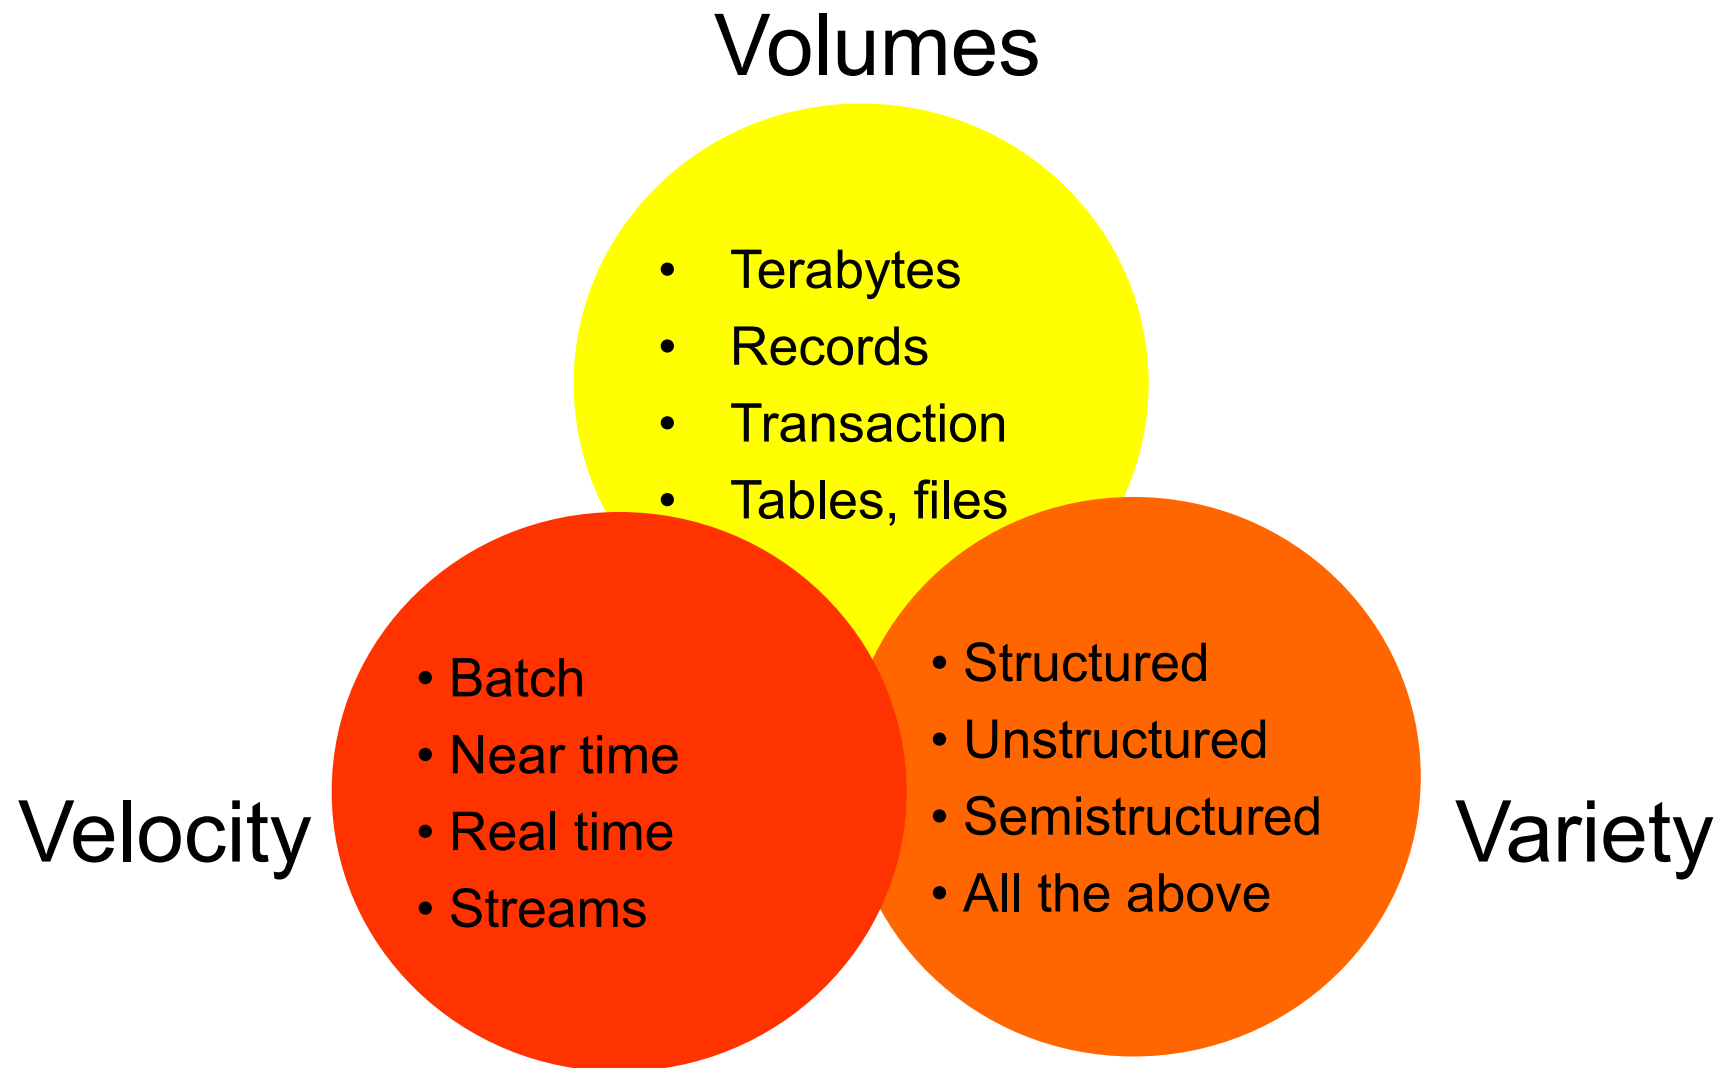 Volumes
• Terabytes
• Records
• Transaction
• Tables, files
Velocity
• Batch
• Near time
• Real time
• Streams
• Structured
• Unstructured
• Semistructured
• All the above
Variety